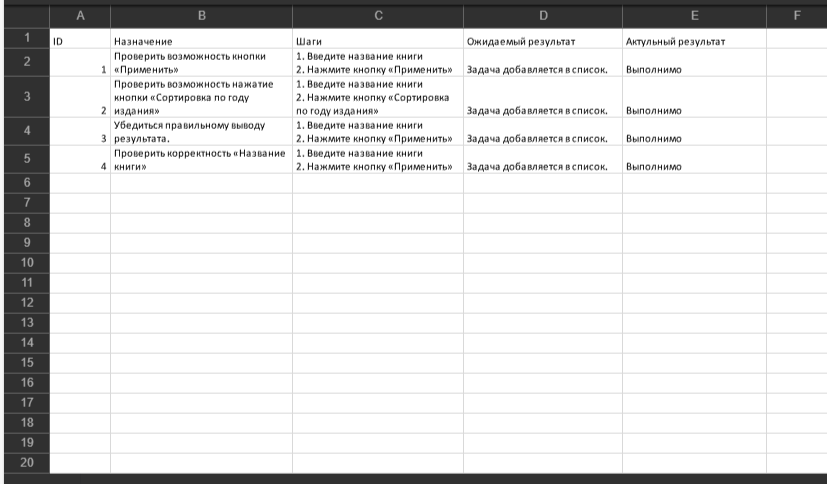 A B C D E F
1 ID Назначение Шаги Ожидаемый результат Актульный результат
2 Проверить возможность кнопки 1. Введите название книги
1 «Применить» 2. Нажмите кнопку «Применить» Задача добавляется в список. Выполнимо
Проверить возможность нажатие 1. Введите название книги
3 кнопки «Сортировка по году 2. Нажмите кнопку «Сортировка
2 издания» по году издания» Задача добавляется в список. Выполнимо
4 Убедиться правильному выводу 1. Введите название книги
3 результата. 2. Нажмите кнопку «Применить» Задача добавляется в список. Выполнимо
5 Проверить корректность «Название 1. Введите название книги
4 книги» 2. Нажмите кнопку «Применить» Задача добавляется в список. Выполнимо
6
7
8
9
10
11
12
13
14
15
16
17
18
19
20